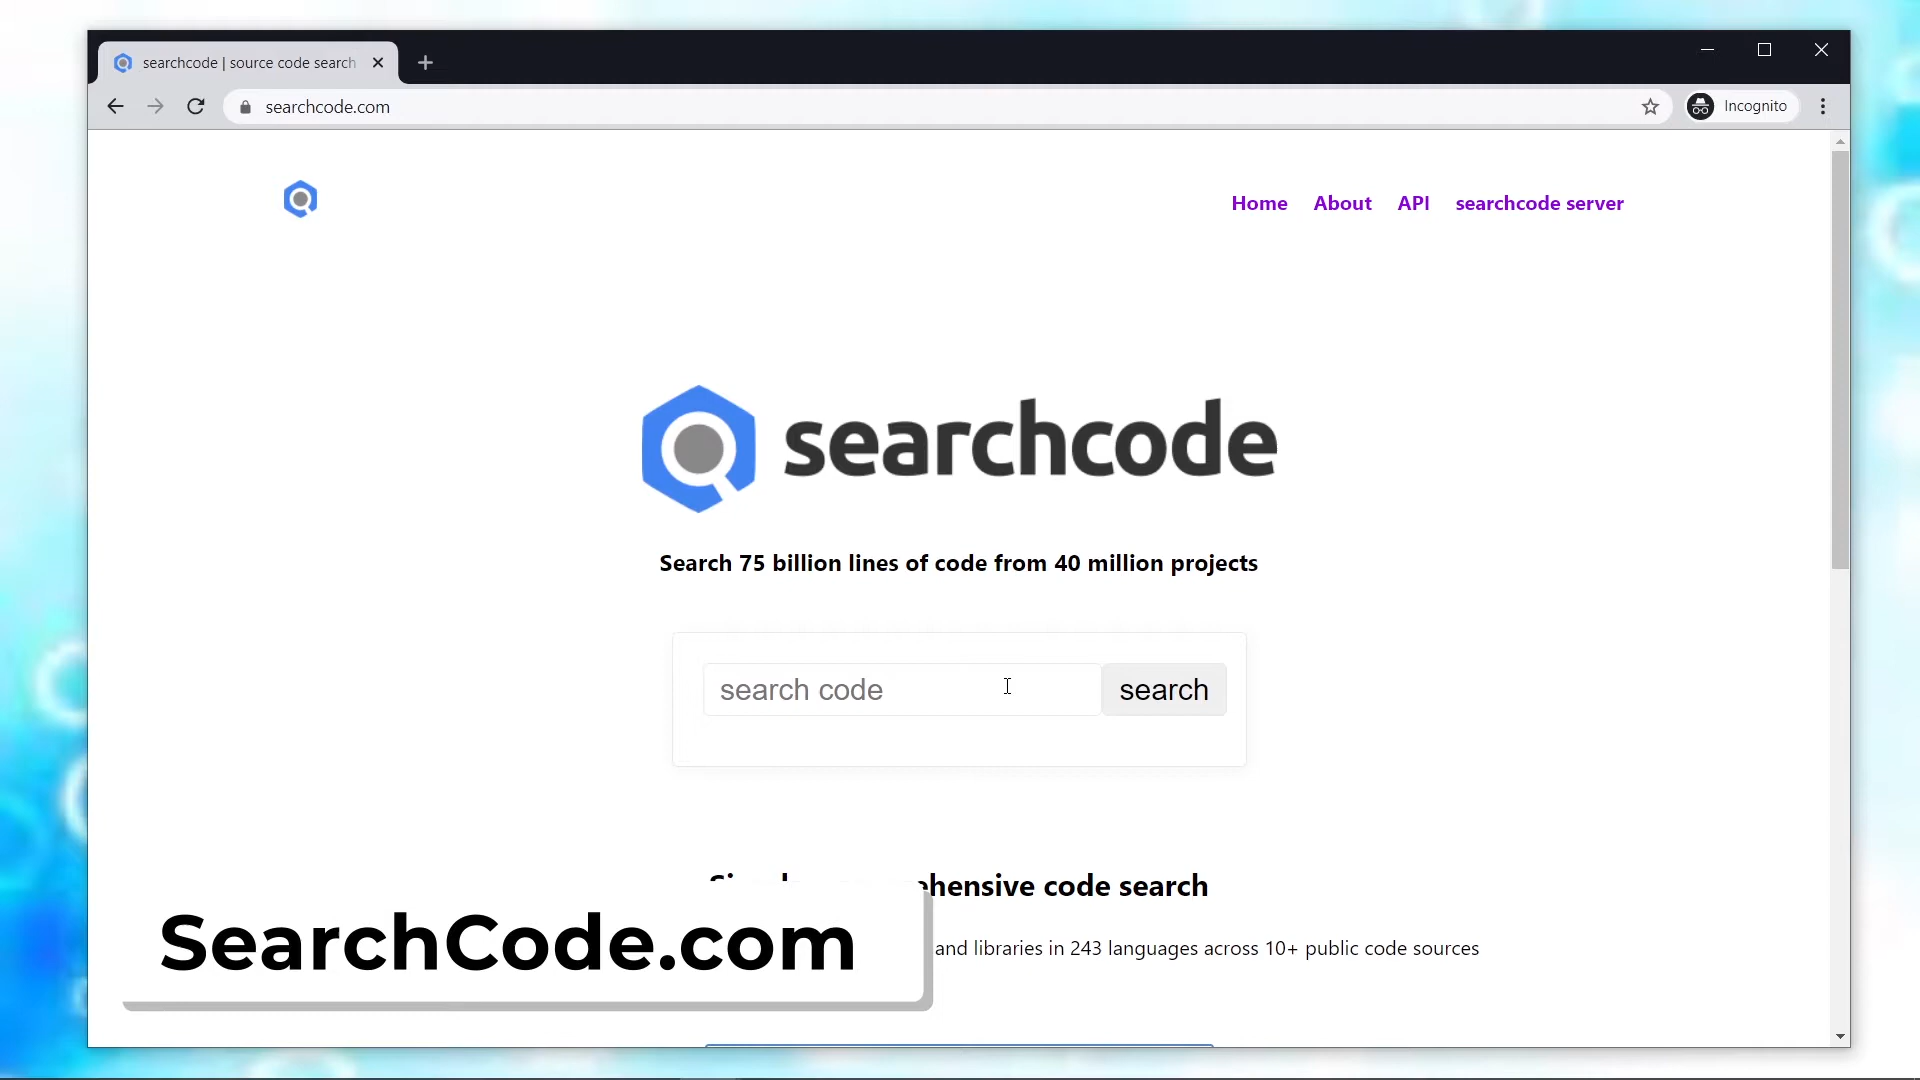 searchcode | source code search
searchcode.com
Incognito
Home About API searchcode server
searchcode
Search 75 billion lines of code from 40 million projects
search code
search
hensive code search
and libraries in 243 languages across 10+ public code sources
SearchCode.com